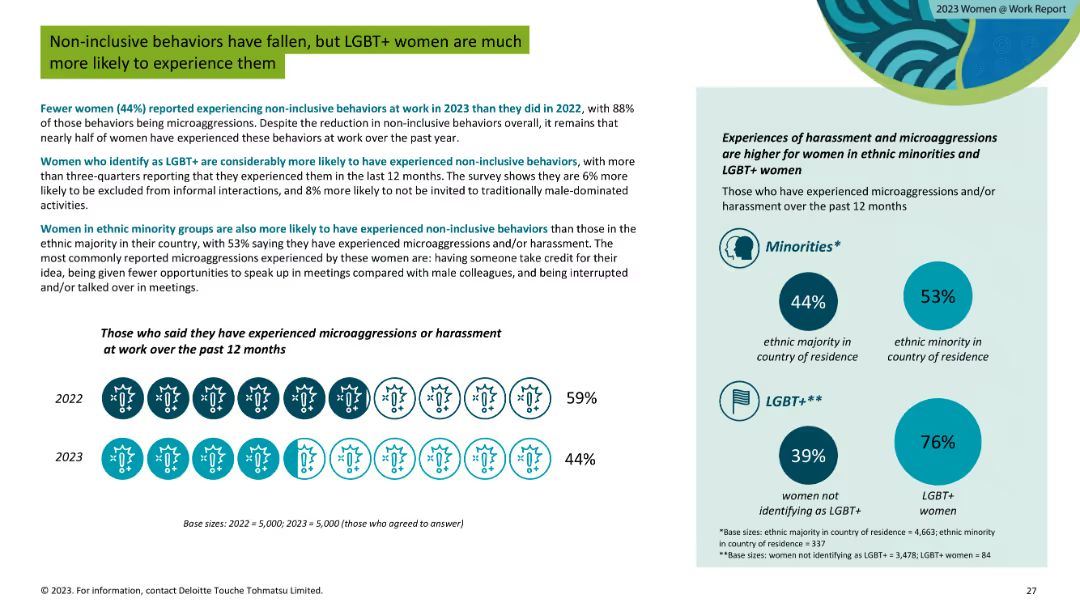 2023 Women @ Work Report
Non-inclusive behaviors have fallen, but LGBT+ women are much
more likely to experience them
Fewer women (44%) reported experiencing non-inclusive behaviors at work in 2023 than they did in 2022, with 88%
of those behaviors being microaggressions. Despite the reduction in non-inclusive behaviors overall, it remains that
nearly half of women have experienced these behaviors at work over the past year.
Women who identify as LGBT+ are considerably more likely to have experienced non-inclusive behaviors, with more
than three-quarters reporting that they experienced them in the last 12 months. The survey shows they are 6% more
likely to be excluded from informal interactions, and 8% more likely to not be invited to traditionally male-dominated
activities.
Women in ethnic minority groups are also more likely to have experienced non-inclusive behaviors than those in the
ethnic majority in their country, with 53% saying they have experienced microaggressions and/or harassment. The
most commonly reported microaggressions experienced by these women are: having someone take credit for their
idea, being given fewer opportunities to speak up in meetings compared with male colleagues, and being interrupted
and/or talked over in meetings.
Those who said they have experienced microaggressions or harassment
at work over the past 12 months
2022
59%
2023
44%
Base sizes: 2022 = 5,000; 2023 = 5,000 (those who agreed to answer)
Experiences of harassment and microaggressions
are higher for women in ethnic minorities and
LGBT+ women
Those who have experienced microaggressions and/or
harassment over the past 12 months
Minorities*
44%
53%
ethnic majority in
country of residence
ethnic minority in
country of residence
LGBT+**
39%
76%
women not
identifying as LGBT+
LGBT+
women
*Base sizes: ethnic majority in country of residence = 4,663; ethnic minority
in country of residence = 337
**Base sizes: women not identifying as LGBT+ = 3,478; LGBT+ women = 84
© 2023. For information, contact Deloitte Touche Tohmatsu Limited.
27